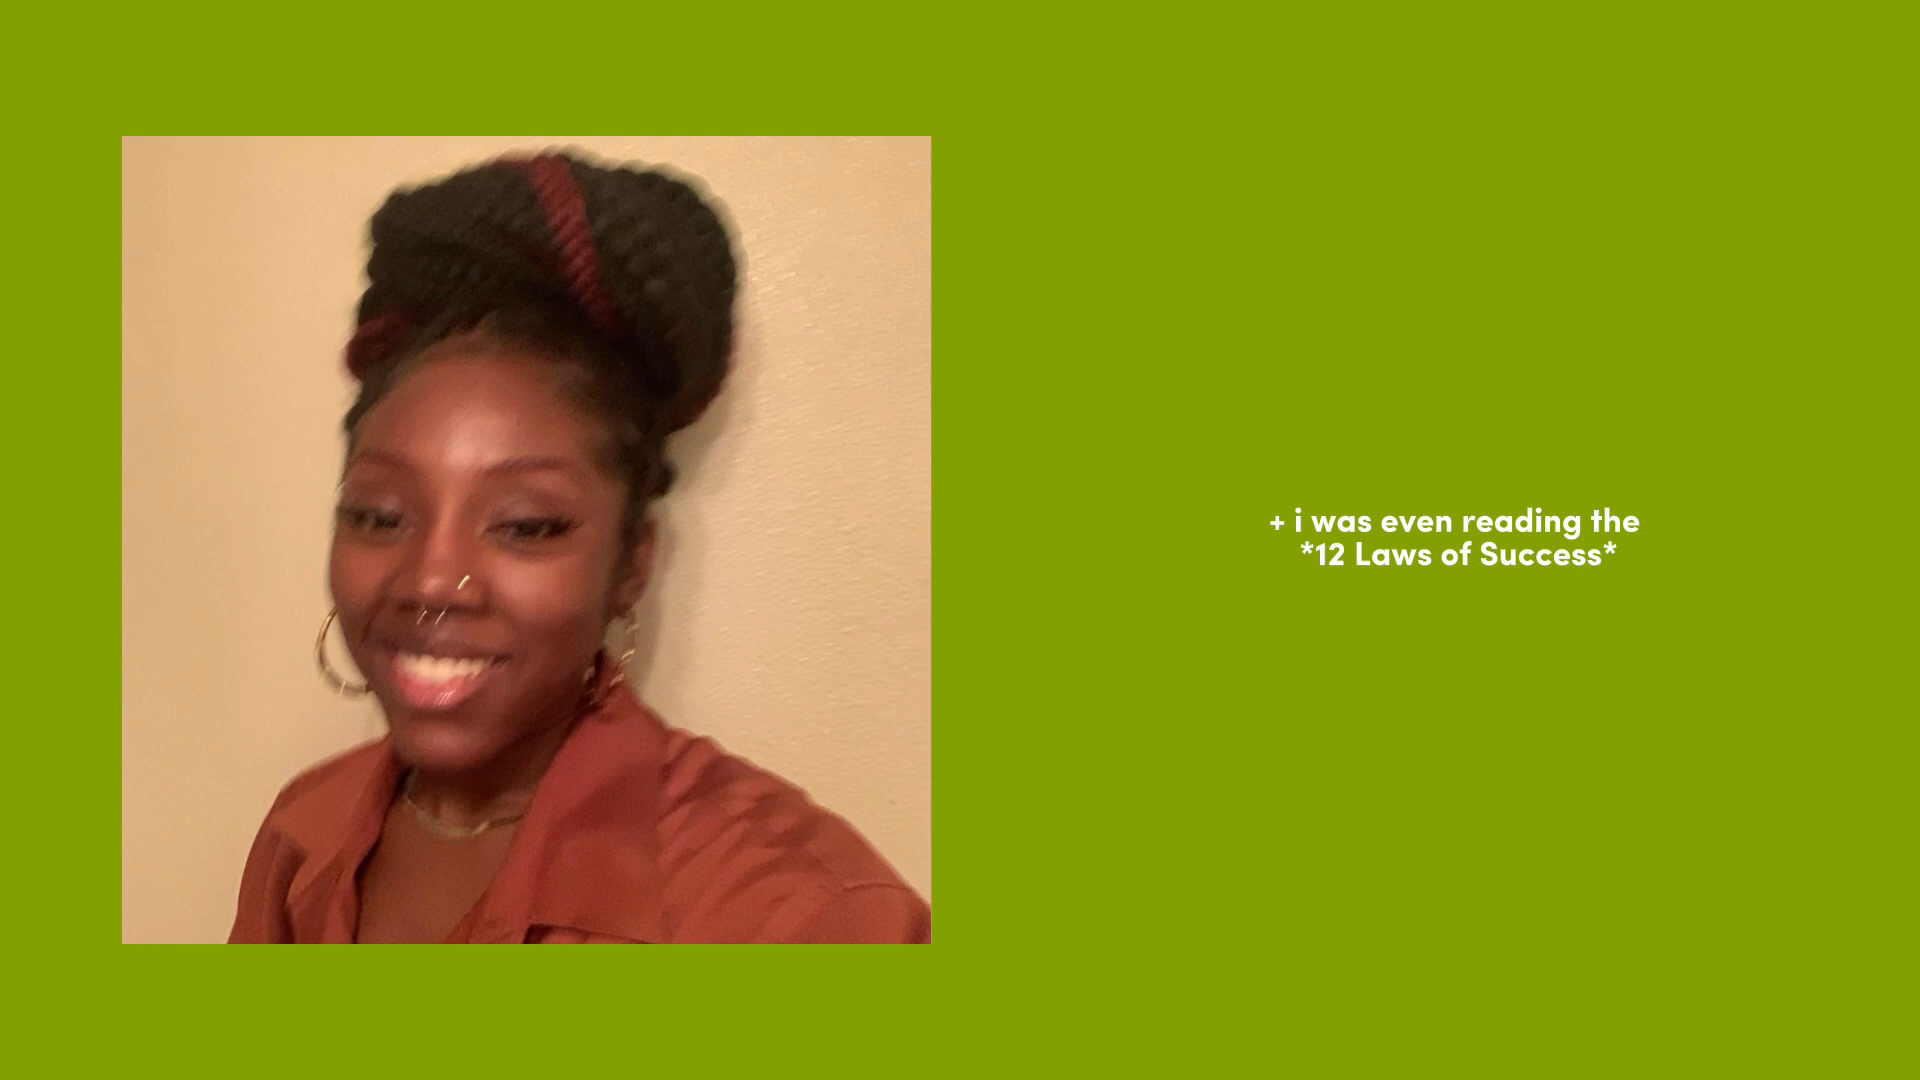 + i was even reading the
*12 Laws of Success*